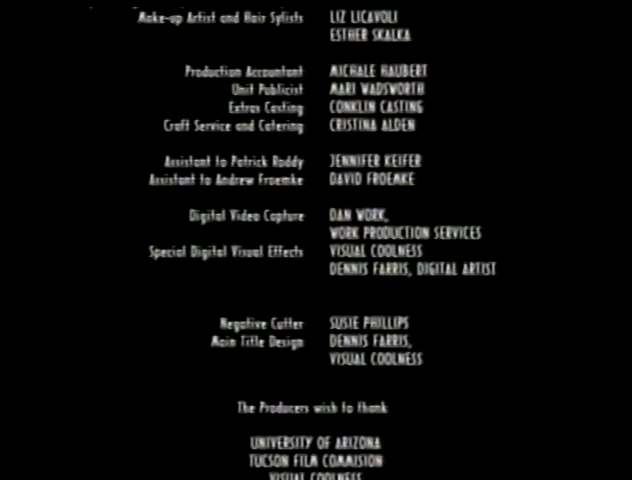 Make-up Artist and Hair Sylists LIZ LICAVOLI
ESTHER SKALKA
Production Accountant MICHALE HAUBERT
Unit Publicist MARI WADSWORTH
Extras Casting CONKLIN CASTING
Craft Service and Catering CRISTINA ALDEN
Assistant to Patrick Roddy JENNIFER KEIFER
Assistant to Andrew Froemke DAVID FROEMKE
Digital Video Capture DAN WORK,
WORK PRODUCTION SERVICES
Special Digital Visual Effects VISUAL COOLNESS
DENNIS FARRIS, DIGITAL ARTIST
Negative Cutter SUSIE PHILLIPS
Main Title Design DENNIS FARRIS,
VISUAL COOLNESS
The Producers wish to thank
UNIVERSITY OF ARIZONA
TUCSON FILM COMMISION
VISUAL COOLNESS